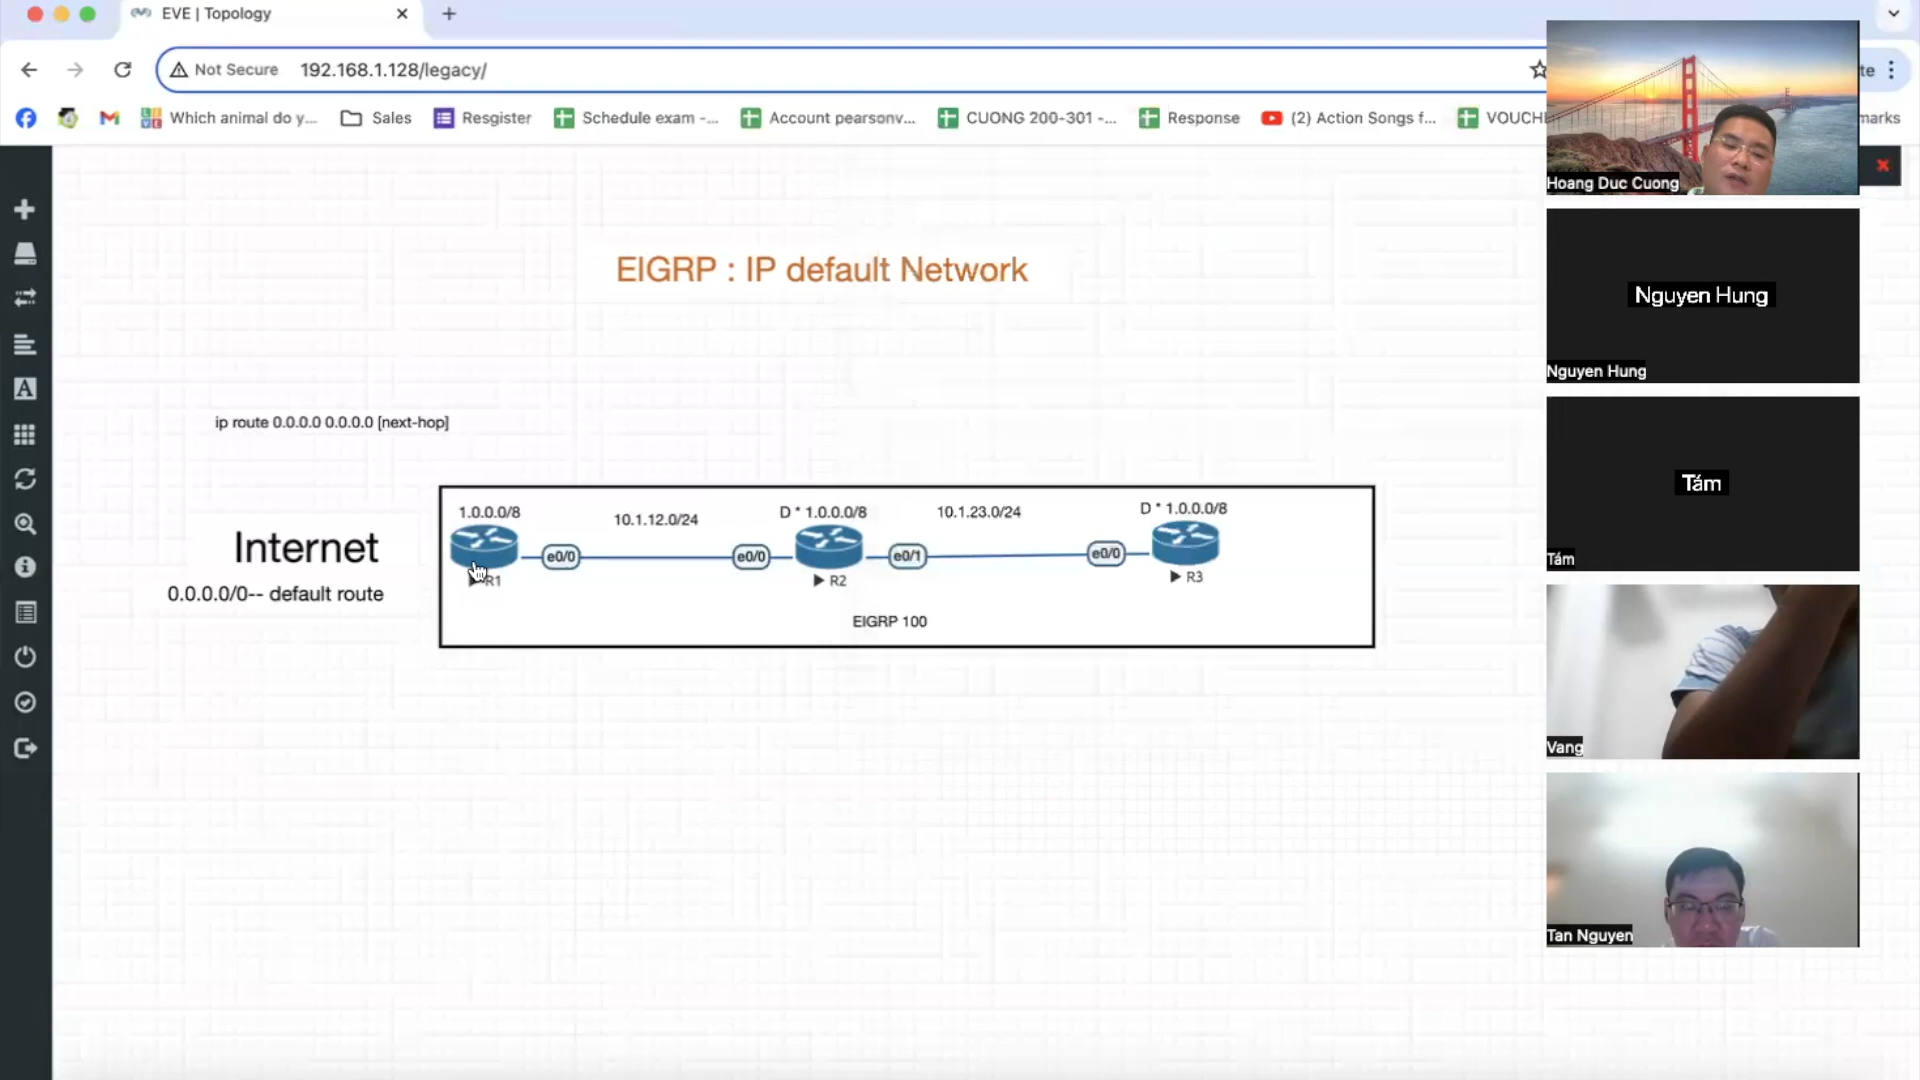 EVE | Topology
Not Secure 192.168.1.128/legacy/
Which animal do y... Sales Resgister Schedule exam -... Account pearsonv... CUONG 200-301 -... Response (2) Action Songs f...
EIGRP : IP default Network
ip route 0.0.0.0 0.0.0.0 [next-hop]
1.0.0.0/8 10.1.12.0/24 D * 1.0.0.0/8 10.1.23.0/24 D * 1.0.0.0/8
Internet
e0/0 e0/0 e0/1 e0/0
R1 R2 R3
0.0.0.0/0-- default route
EIGRP 100
Hoang Duc Cuong
Nguyen Hung
Nguyen Hung
Tám
Tám
Vang
Tan Nguyen